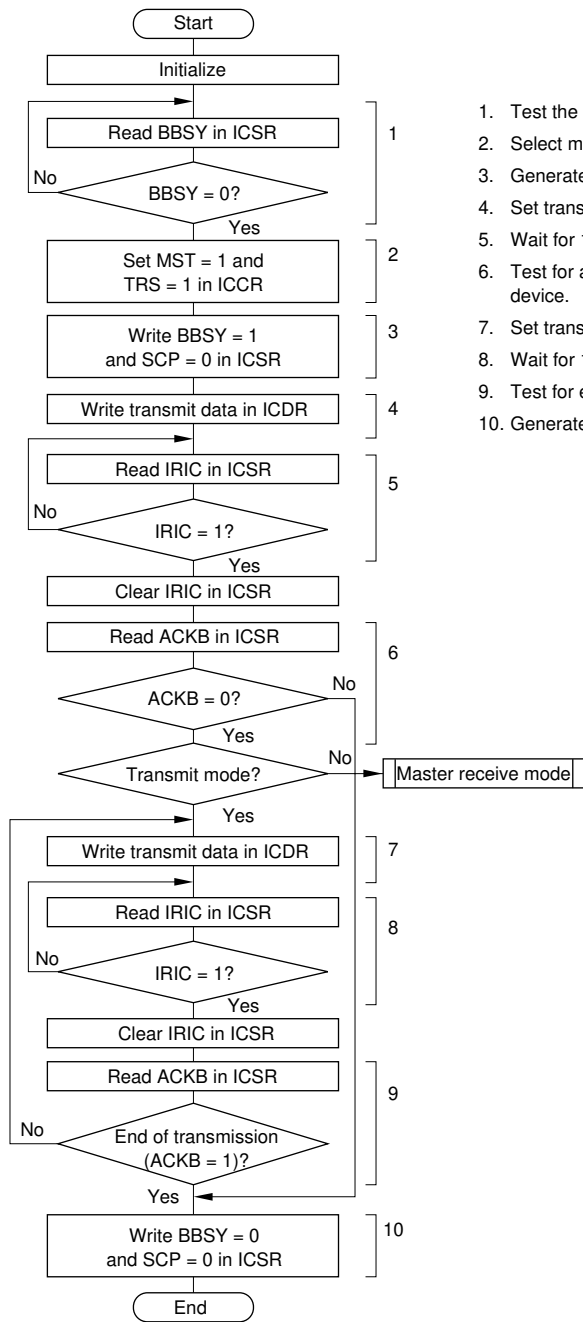 Start
Initialize
Read BBSY in ICSR
1
No
BBSY = 0?
Yes
Set MST = 1 and
TRS = 1 in ICCR
2
Write BBSY = 1
and SCP = 0 in ICSR
3
Write transmit data in ICDR
4
Read IRIC in ICSR
5
No
IRIC = 1?
Yes
Clear IRIC in ICSR
Read ACKB in ICSR
6
ACKB = 0?
No
Yes
Transmit mode?
No
Master receive mode
Yes
Write transmit data in ICDR
7
Read IRIC in ICSR
8
No
IRIC = 1?
Yes
Clear IRIC in ICSR
Read ACKB in ICSR
9
No
End of transmission
(ACKB = 1)?
Yes
Write BBSY = 0
and SCP = 0 in ICSR
10
End
1. Test the
2. Select
3.
4. Set
5. Wait for
6. Test for
device.
7. Set
8. Wait for
9. Test for
10.